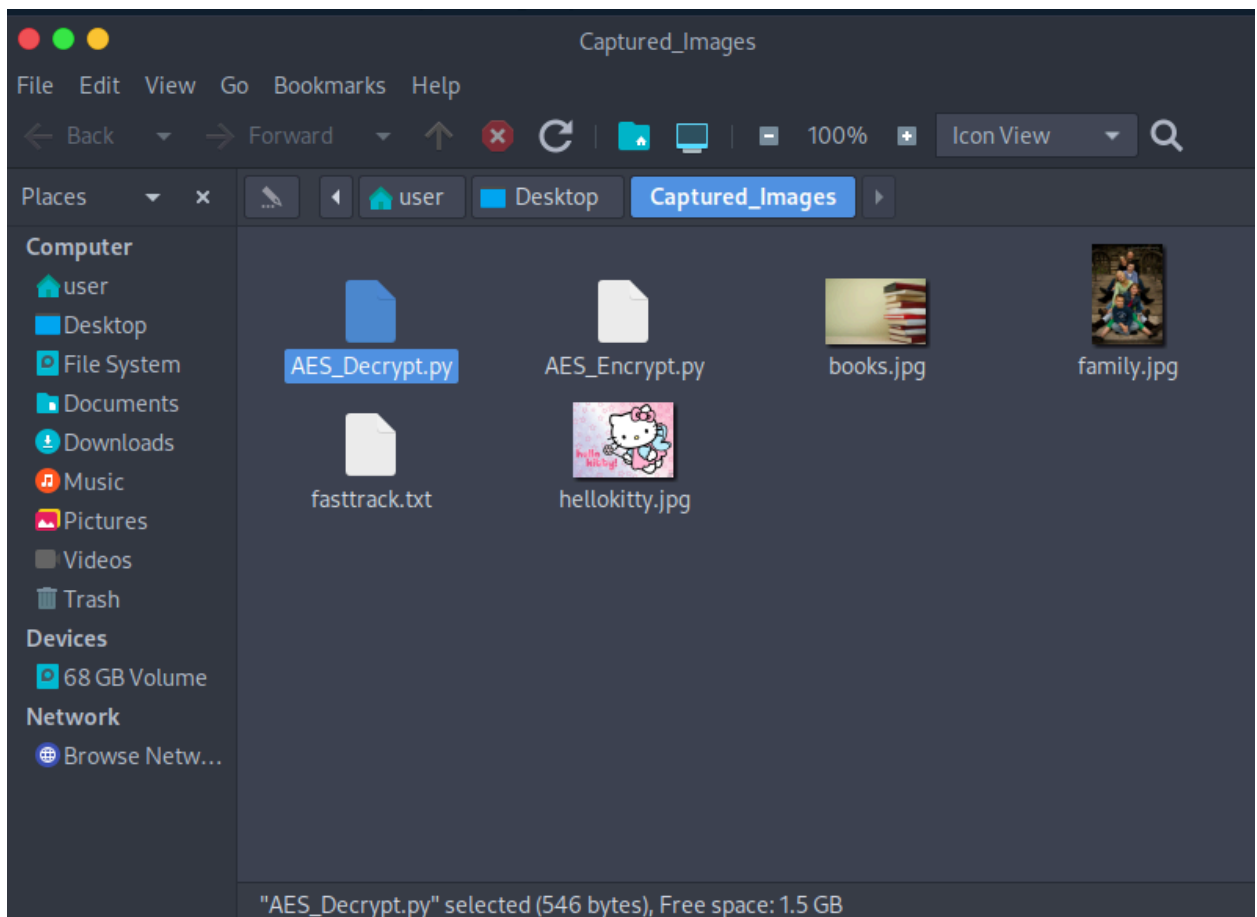 Captured_Images
File Edit View Go Bookmarks Help
Back Forward 100% Icon View
Places user Desktop Captured_Images
Computer
user
Desktop
File System
Documents
Downloads
Music
Pictures
Videos
Trash
Devices
68 GB Volume
Network
Browse Netw...
AES_Decrypt.py AES_Encrypt.py books.jpg family.jpg
hello
kitty!
fasttrack.txt hellokitty.jpg
"AES_Decrypt.py" selected (546 bytes), Free space: 1.5 GB